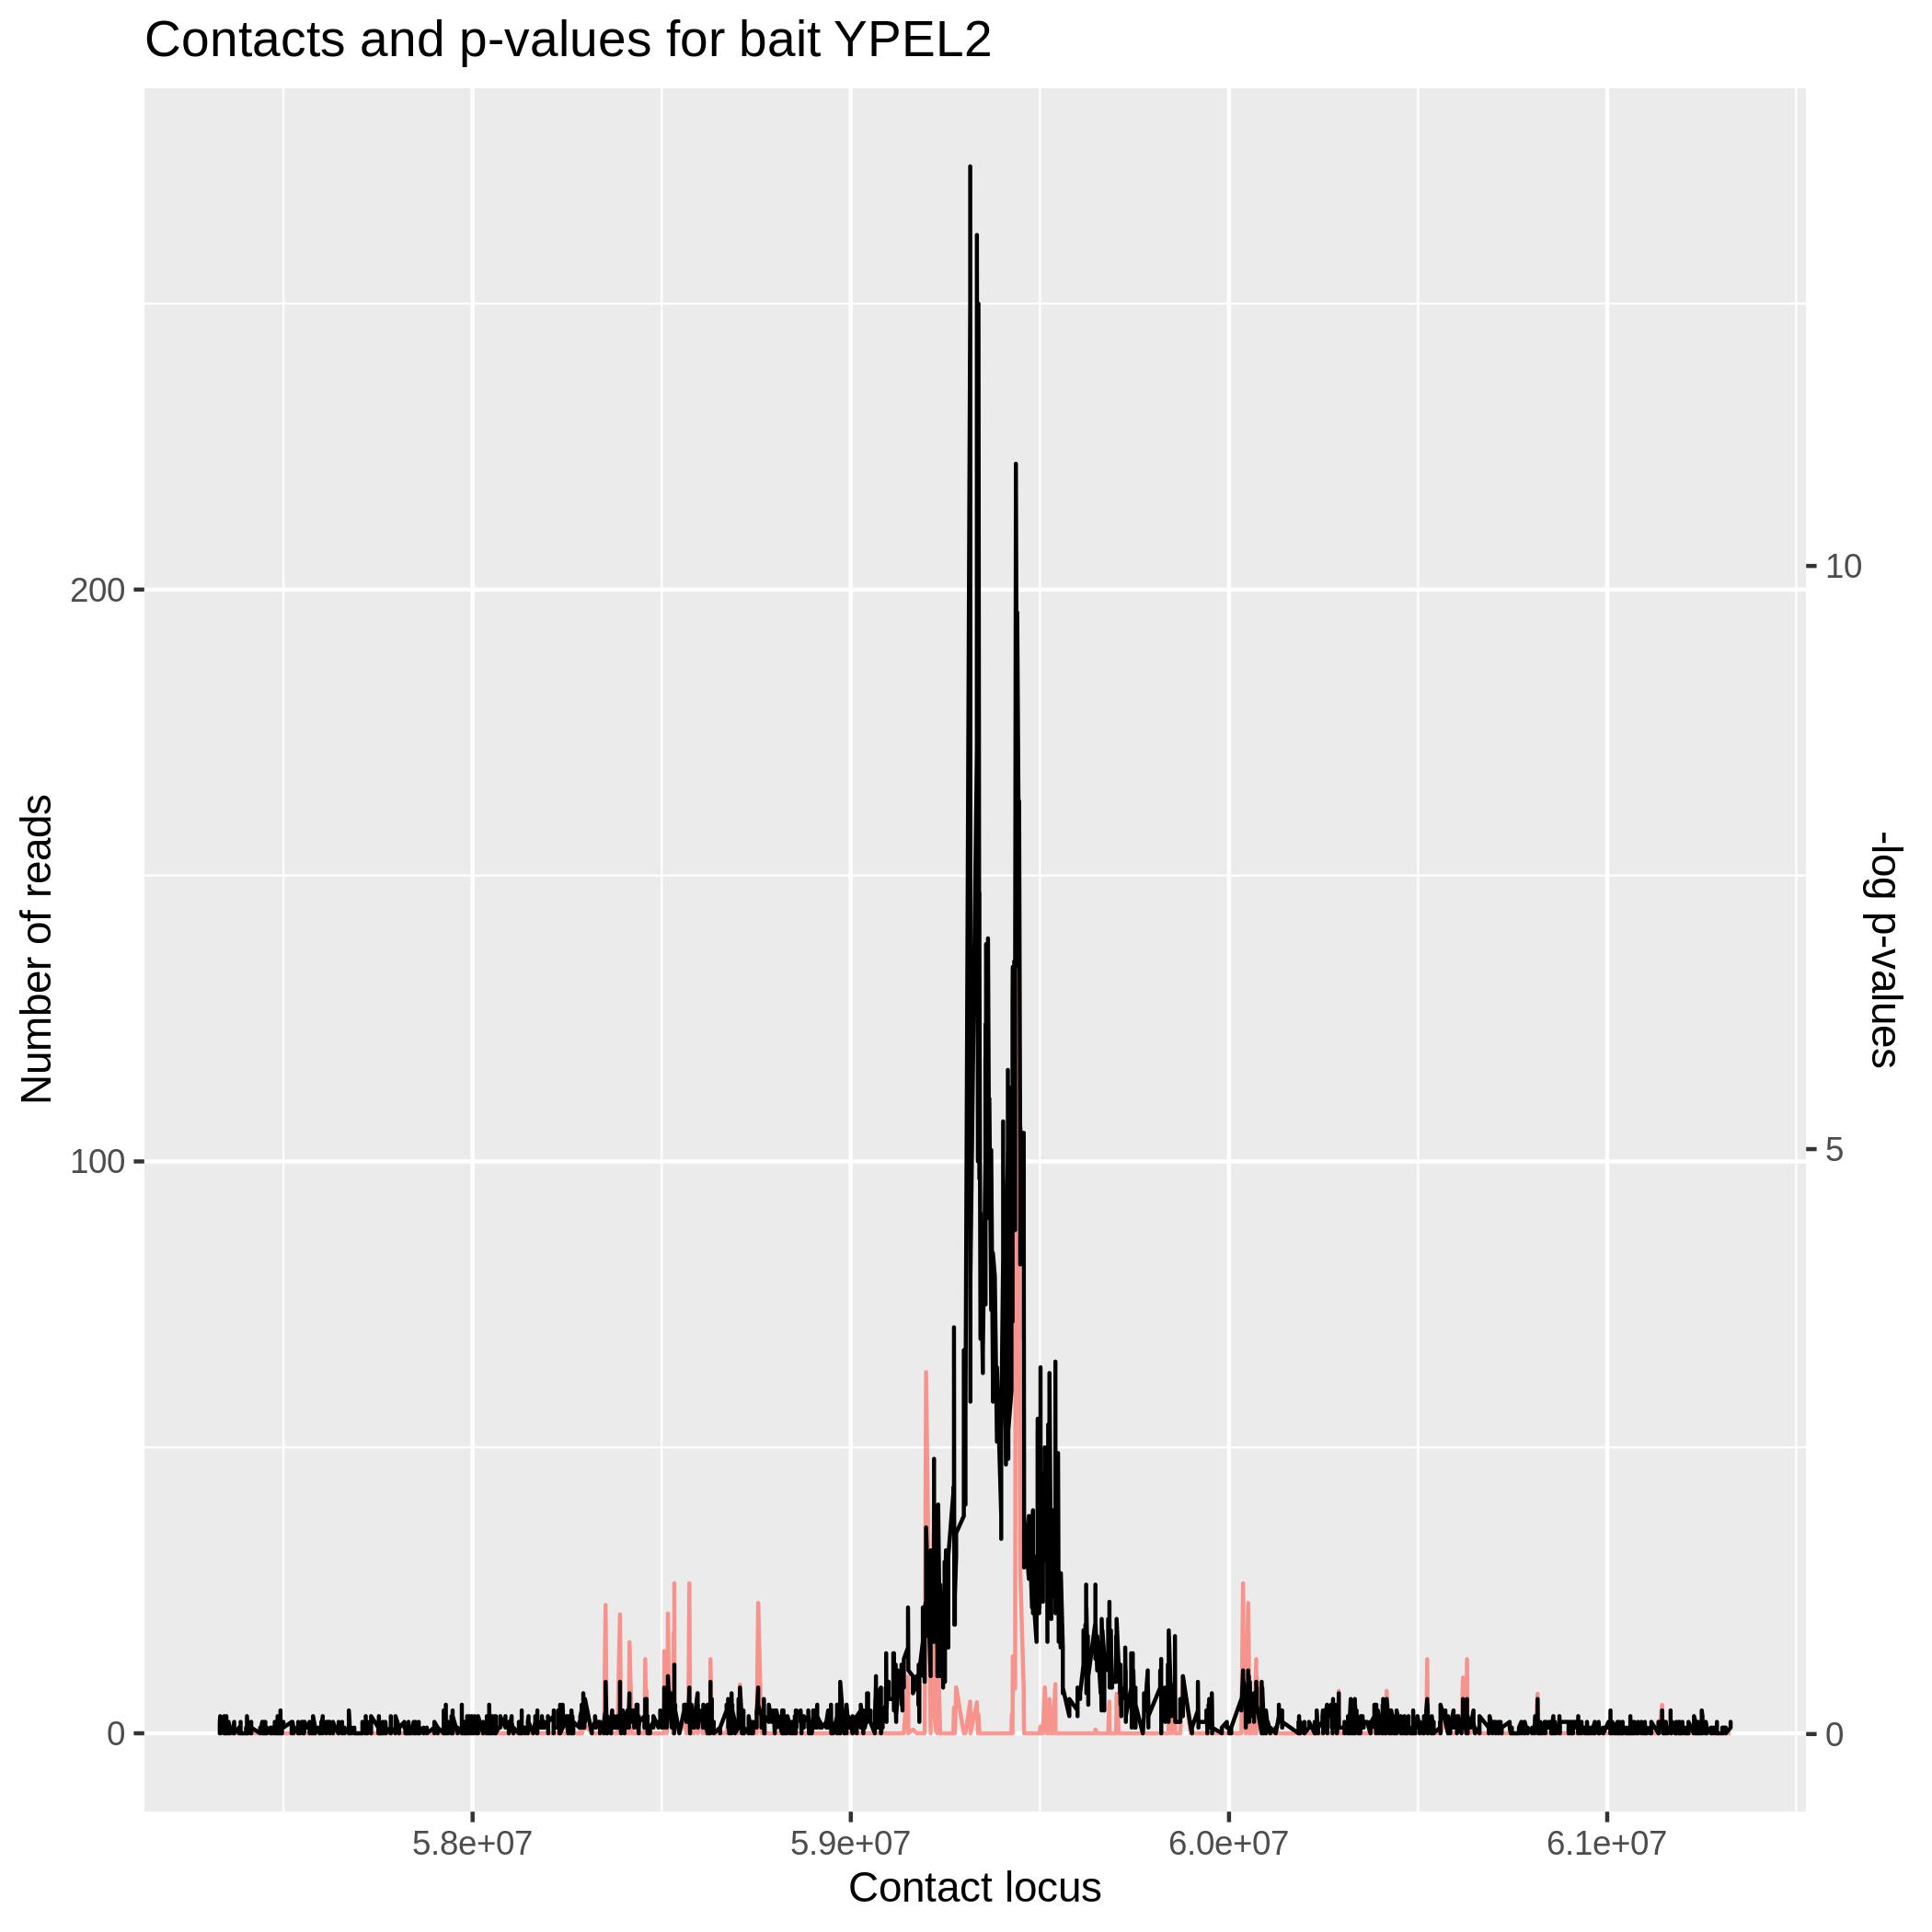 Contacts and p-values for bait YPEL2
Number of reads
200
100
0
10
5
0
-log p-values
5.8e+07
5.9e+07
6.0e+07
6.1e+07
Contact locus